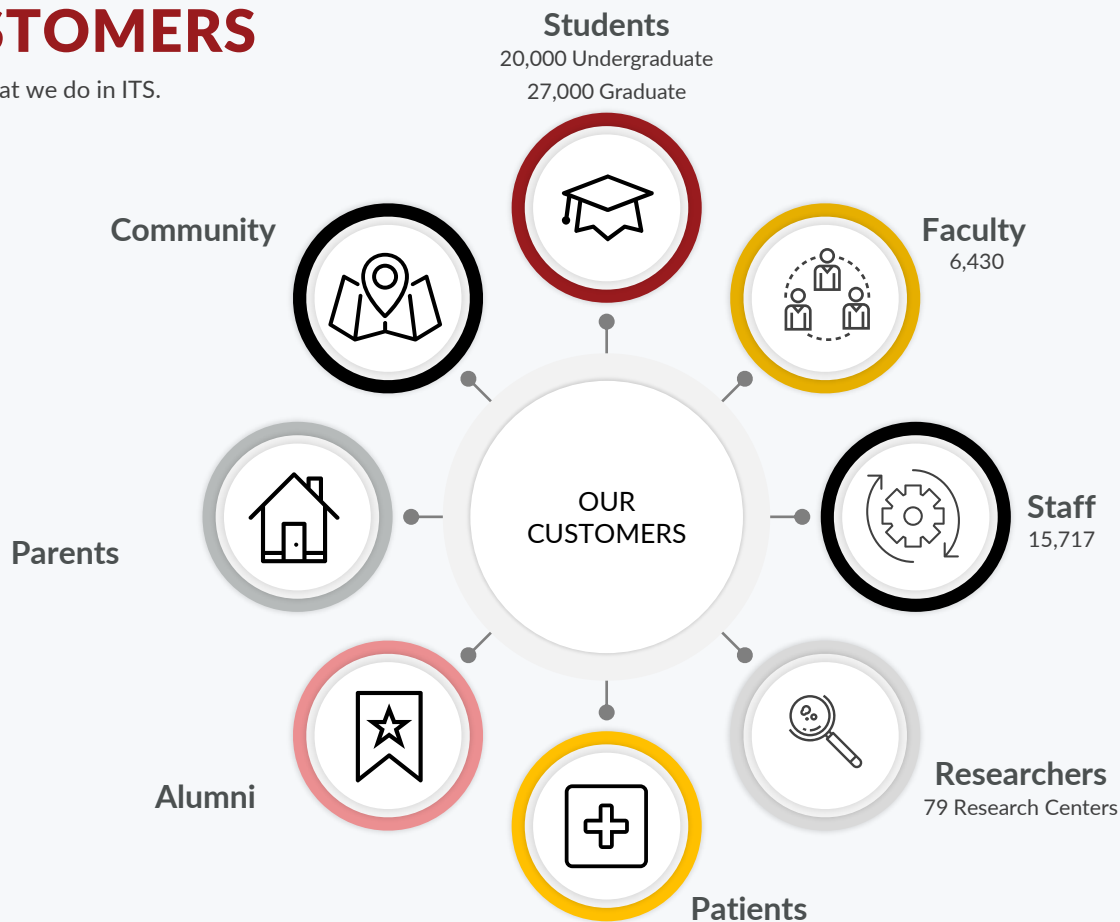 STOMERS
at we do in ITS.
Students
20,000 Undergraduate
27,000 Graduate
Community
Faculty
6,430
OUR
CUSTOMERS
Staff
15,717
Parents
Researchers
79 Research Centers
Alumni
Patients